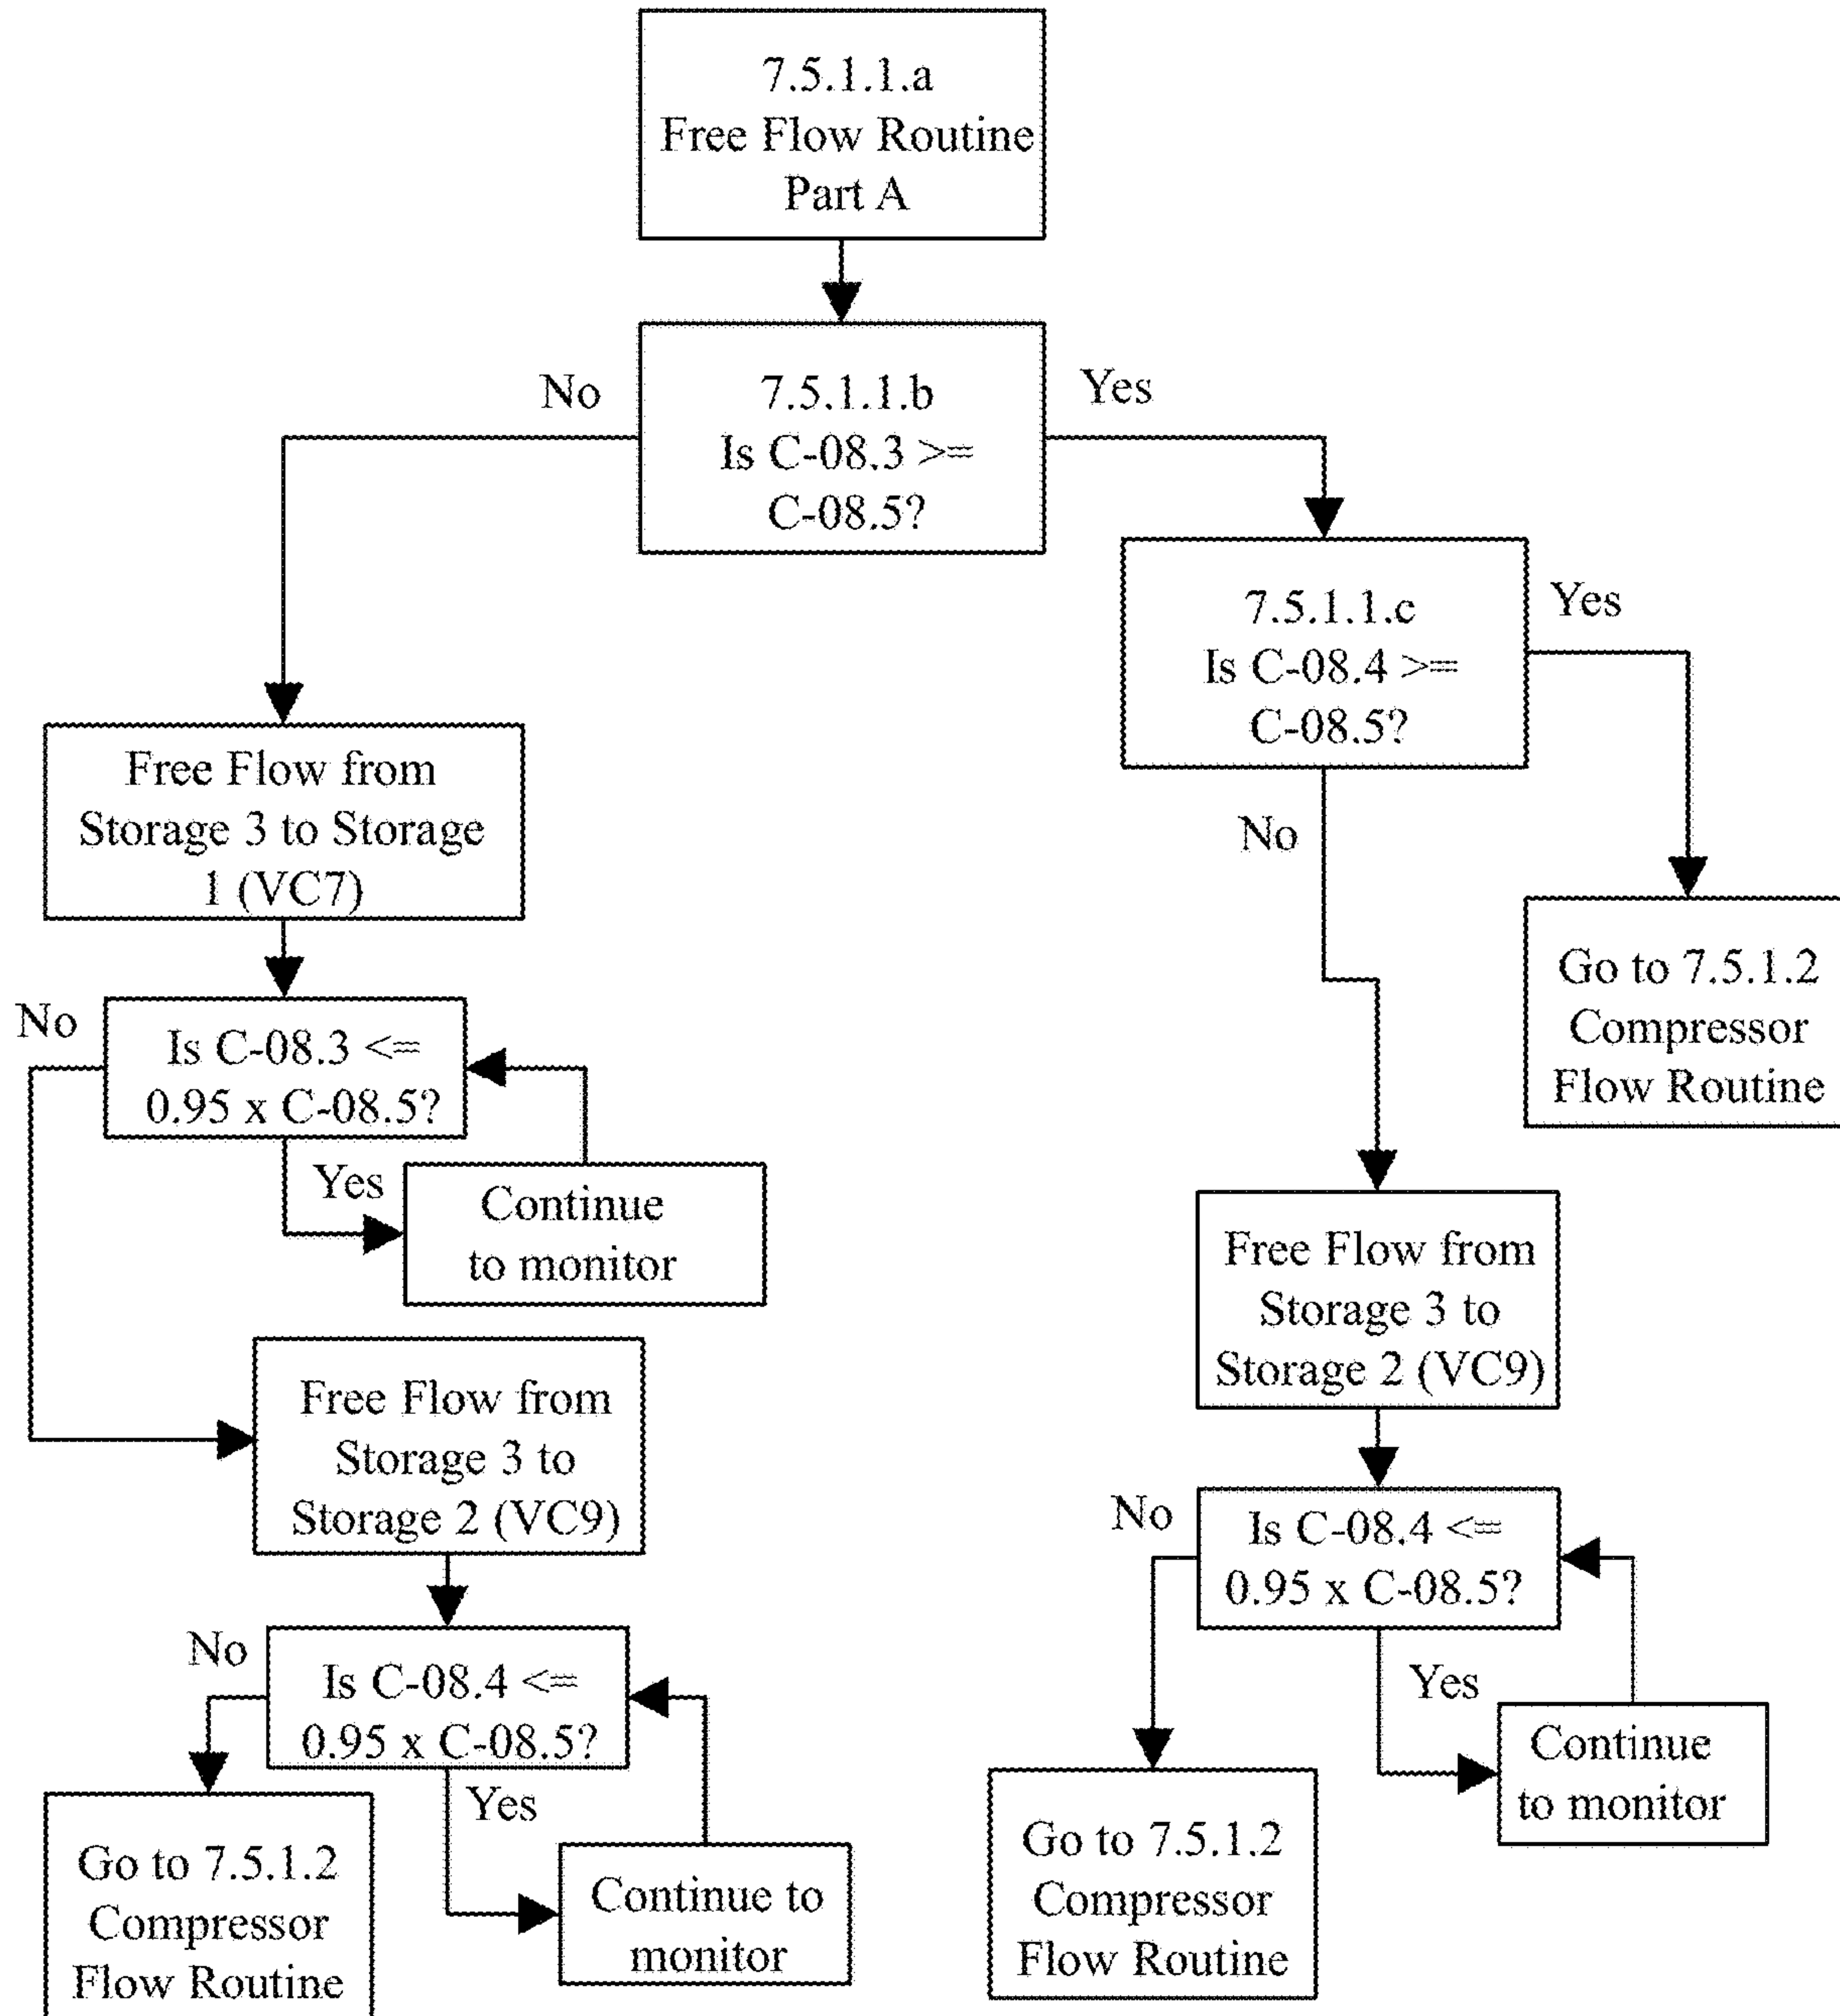 7.5.1.1.a
Free Flow Routine
Part A
No
7.5.1.1.b
Is C-08.3 >=
C-08.5?
Yes
7.5.1.1.c
Is C-08.4 >=
C-08.5?
Yes
No
Go to 7.5.1.2
Compressor
Flow Routine
Free Flow from
Storage 3 to Storage
1 (VC7)
No
Is C-08.3 <=
0.95 x C-08.5?
Yes
Continue
to monitor
Free Flow from
Storage 3 to
Storage 2 (VC9)
No
Is C-08.4 <=
0.95 x C-08.5?
Yes
Continue to
monitor
Go to 7.5.1.2
Compressor
Flow Routine
Free Flow from
Storage 3 to
Storage 2 (VC9)
No
Is C-08.4 <=
0.95 x C-08.5?
Yes
Continue
to monitor
Go to 7.5.1.2
Compressor
Flow Routine